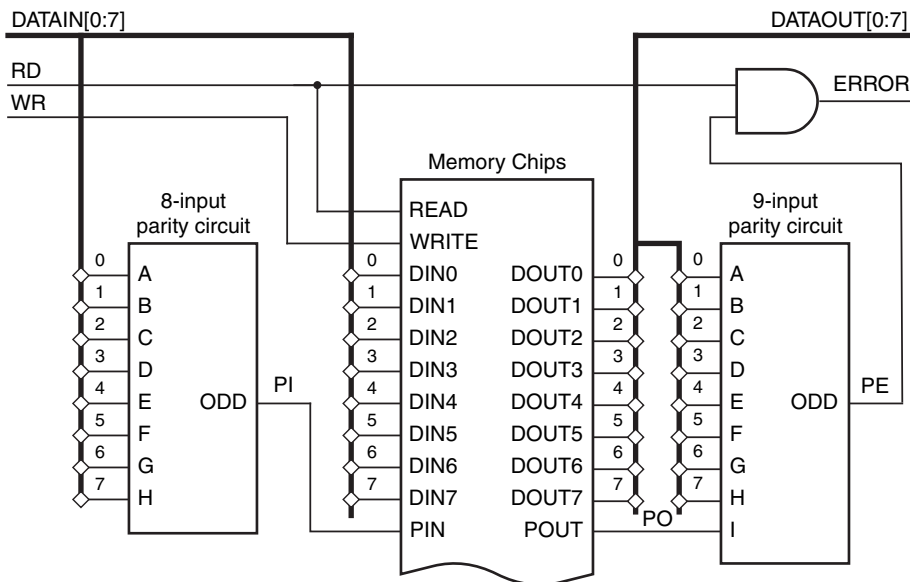 DATAIN[0:7]
DATAOUT[0:7]
RD
WR
ERROR
Memory Chips
8-input
parity circuit
9-input
parity circuit
READ
WRITE
0 A
1 B
2 C
3 D
4 E
5 F
6 G
7 H
ODD
PI
0 DIN0
1 DIN1
2 DIN2
3 DIN3
4 DIN4
5 DIN5
6 DIN6
7 DIN7
PIN
DOUT0 0
DOUT1 1
DOUT2 2
DOUT3 3
DOUT4 4
DOUT5 5
DOUT6 6
DOUT7 7
POUT
PO
0 A
1 B
2 C
3 D
4 E
5 F
6 G
7 H
I
ODD
PE